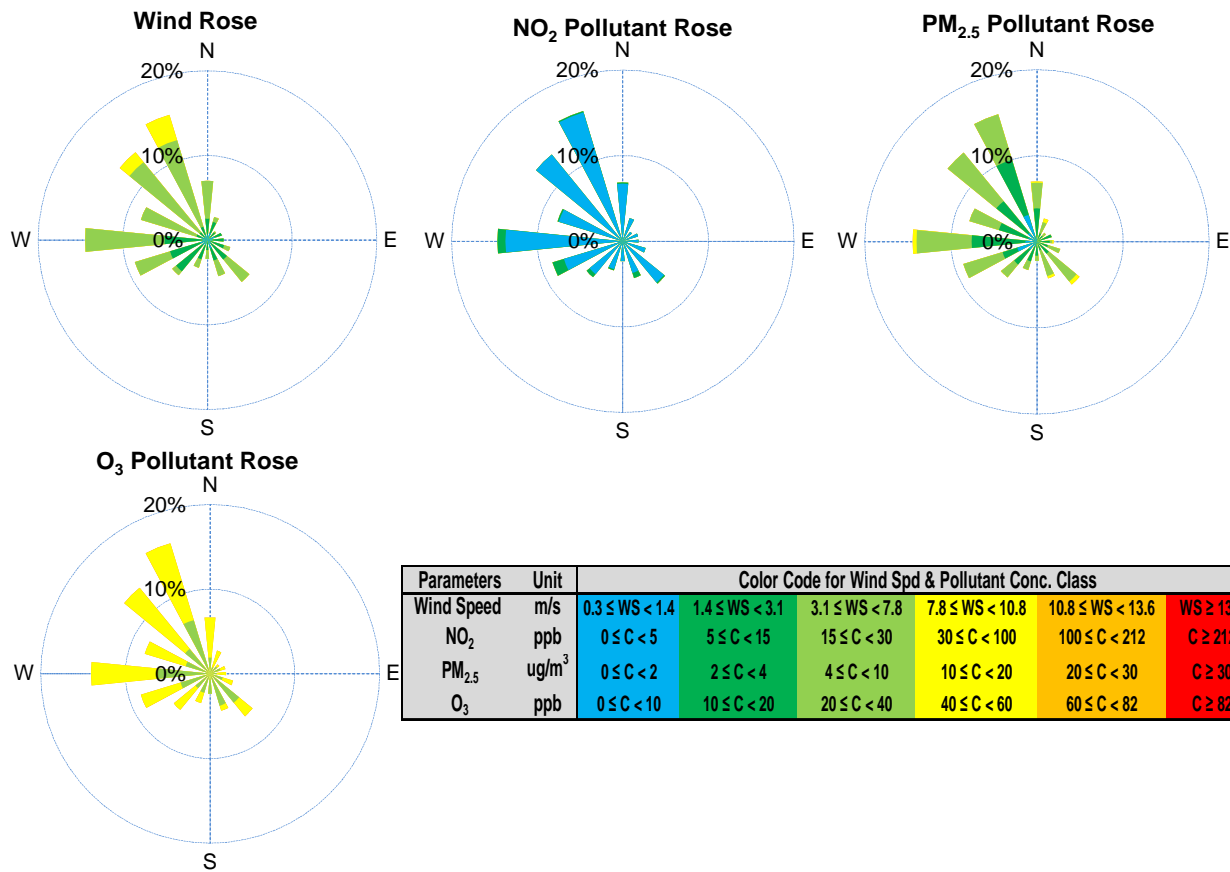 Wind Rose
N
20%
10%
W 0% E
S
NO2 Pollutant Rose
N
20%
10%
W 0% E
S
PM2.5 Pollutant Rose
N
20%
10%
W 0% E
S
O3 Pollutant Rose
N
20%
10%
W 0% E
S
Parameters Unit Color Code for Wind Spd & Pollutant Conc. Class
Wind Speed m/s 0.3 ≤ WS < 1.4 1.4 ≤ WS < 3.1 3.1 ≤ WS < 7.8 7.8 ≤ WS < 10.8 10.8 ≤ WS < 13.6 WS ≥ 13
NO2 ppb 0 ≤ C < 5 5 ≤ C < 15 15 ≤ C < 30 30 ≤ C < 100 100 ≤ C < 212 C ≥ 21
PM2.5 ug/m3 0 ≤ C < 2 2 ≤ C < 4 4 ≤ C < 10 10 ≤ C < 20 20 ≤ C < 30 C ≥ 30
O3 ppb 0 ≤ C < 10 10 ≤ C < 20 20 ≤ C < 40 40 ≤ C < 60 60 ≤ C < 82 C ≥ 82